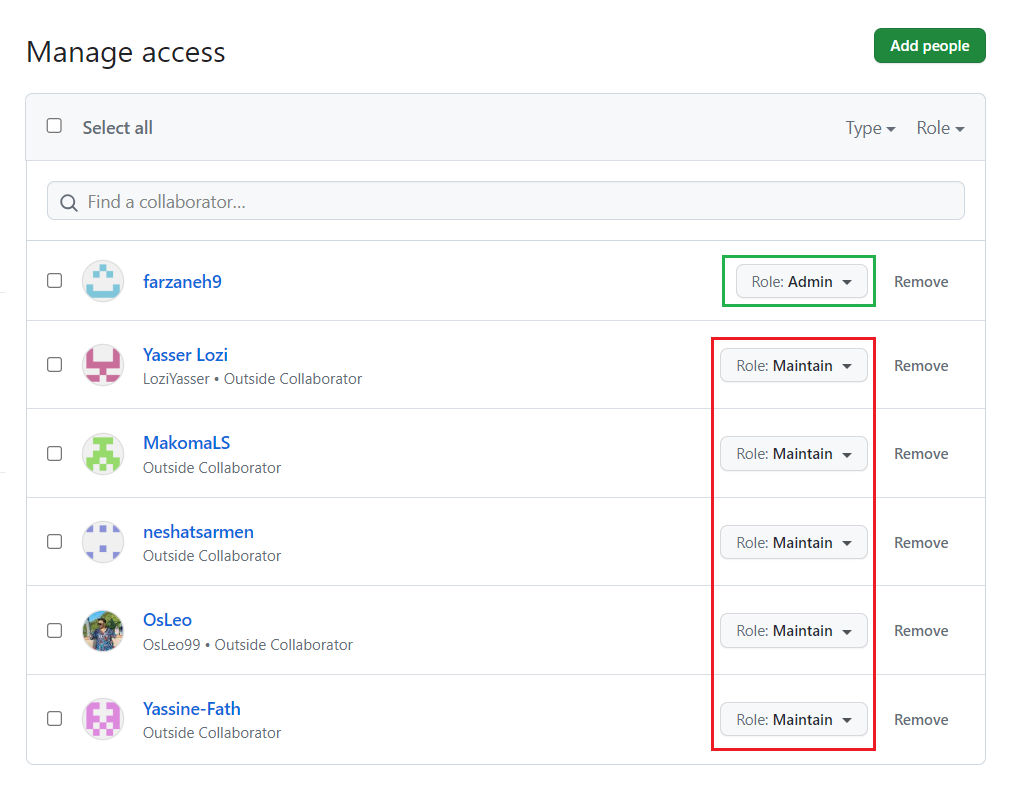 Manage access
Add people
Select all
Type
Role
Find a collaborator...
farzaneh9
Role: Admin
Remove
Yasser Lozi
LoziYasser • Outside Collaborator
Role: Maintain
Remove
MakomaLS
Outside Collaborator
Role: Maintain
Remove
neshatsarmen
Outside Collaborator
Role: Maintain
Remove
OsLeo
OsLeo99 • Outside Collaborator
Role: Maintain
Remove
Yassine-Fath
Outside Collaborator
Role: Maintain
Remove